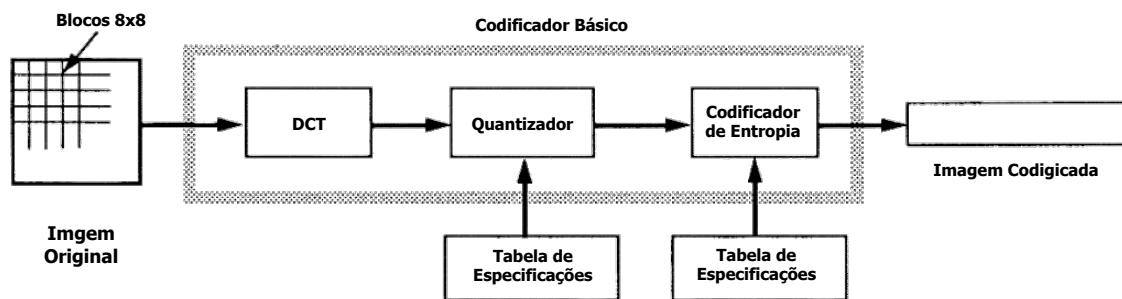 Blocos 8x8
Codificador Básico
DCT
Quantizador
Codificador
de Entropia
Imagem Codigicada
Imgem
Original
Tabela de
Especificações
Tabela de
Especificações